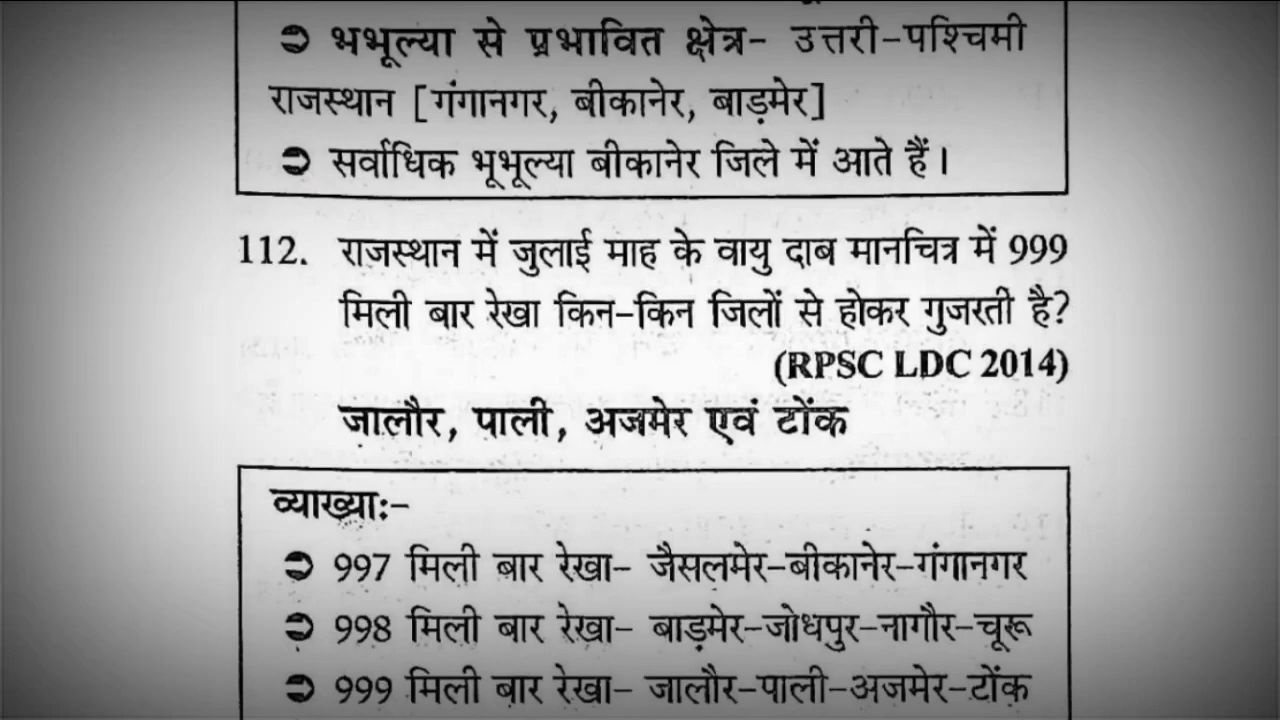 ➲ भभूल्या से प्रभावित क्षेत्र- उत्तरी-पश्चिमी
राजस्थान [गंगानगर, बीकानेर, बाड़मेर]
➲ सर्वाधिक भूभूल्या बीकानेर जिले में आते हैं।
112. राजस्थान में जुलाई माह के वायु दाब मानचित्र में 999
मिली बार रेखा किन-किन जिलों से होकर गुजरती है?
(RPSC LDC 2014)
जालौर, पाली, अजमेर एवं टोंक
व्याख्याः-
➲ 997 मिली बार रेखा- जैसलमेर-बीकानेर-गंगानगर
➲ 998 मिली बार रेखा- बाड़मेर-जोधपुर-नागौर-चूरू
➲ 999 मिली बार रेखा- जालौर-पाली-अजमेर-टोंक